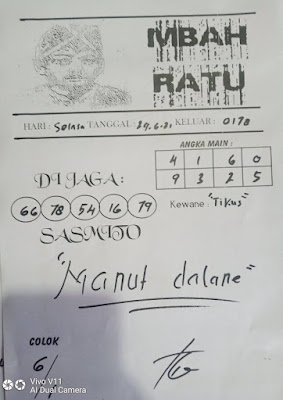 MBAH
RATU
HARI : Selasa TANGGAL : 29.6.21 KELUAR : 0178
ANGKA MAIN :
4 1 6 0
9 3 2 5
DI JAGA :
66 78 54 16 79
Kewane : "Tikus"
SASMITO
"Manut dalane"
COLOK
6/
Vivo V11
AI Dual Camera